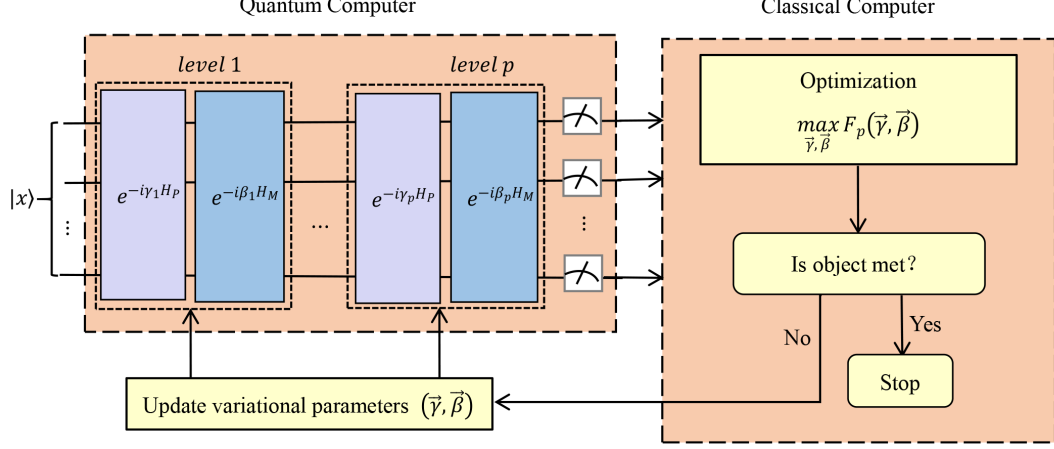 Quantum Computer
Classical Computer
level 1
level p
|x⟩
⋮
e^{-iγ_1 H_P}
e^{-iβ_1 H_M}
...
e^{-iγ_p H_P}
e^{-iβ_p H_M}
⋮
Optimization
max F_p(γ⃗, β⃗)
γ⃗, β⃗
Is object met?
No
Yes
Stop
Update variational parameters (γ⃗, β⃗)